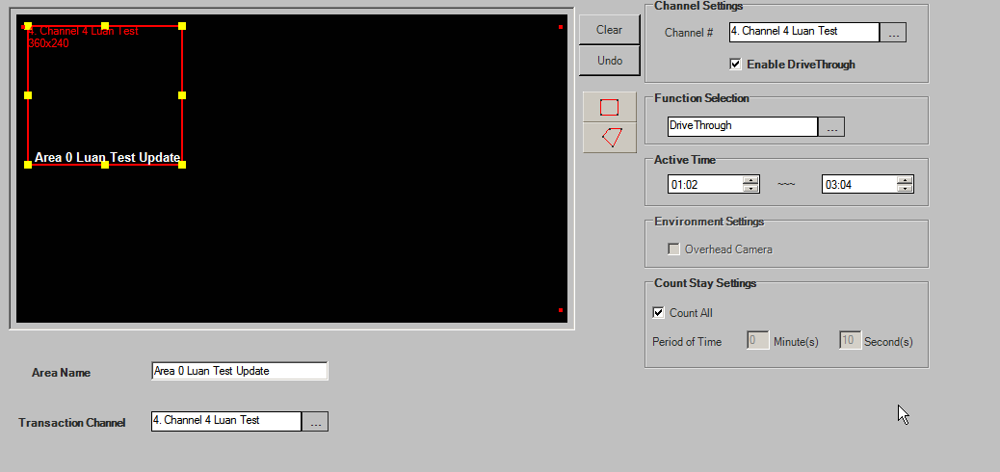 4. Channel 4 Luan Test
360x240
Area 0 Luan Test Update
Clear
Undo
Channel Settings
Channel #
4. Channel 4 Luan Test
...
Enable DriveThrough
Function Selection
DriveThrough
...
Active Time
01:02
~~~
03:04
Environment Settings
Overhead Camera
Count Stay Settings
Count All
Period of Time
0
Minute(s)
10
Second(s)
Area Name
Area 0 Luan Test Update
Transaction Channel
4. Channel 4 Luan Test
...